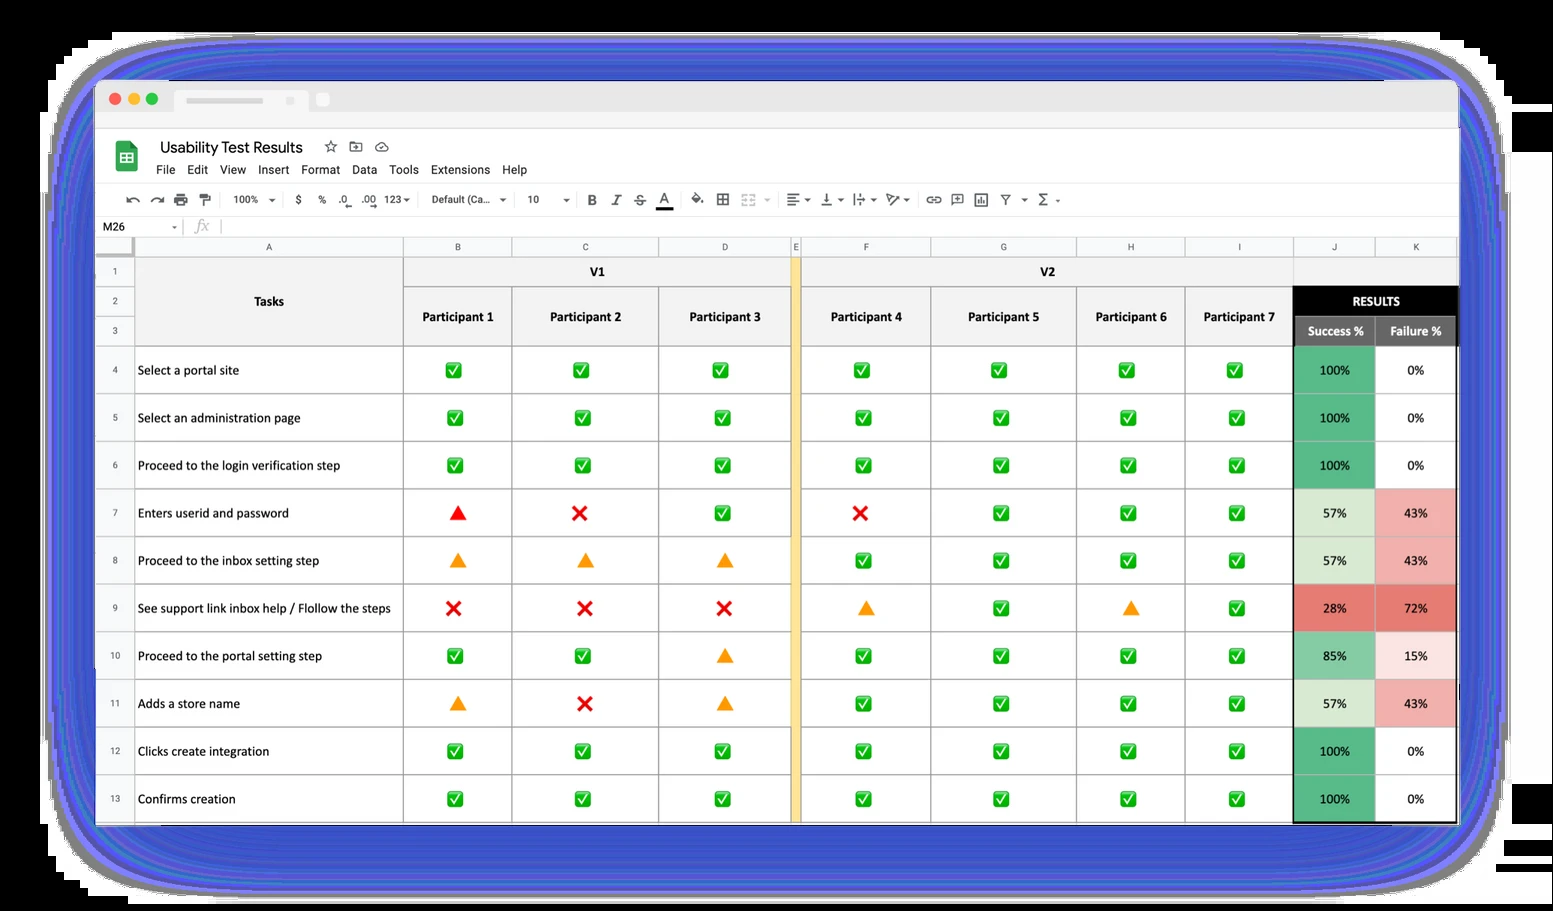 Usability Test Results
File Edit View Insert Format Data Tools Extensions Help
100% $ % .0 .00 123 Default (Ca... 10 B I S A Σ
M26 fx
A B C D E F G H I J K
1 V1 V2
2 Tasks Participant 1 Participant 2 Participant 3 Participant 4 Participant 5 Participant 6 Participant 7 RESULTS
3 Success % Failure %
4 Select a portal site 100% 0%
5 Select an administration page 100% 0%
6 Proceed to the login verification step 100% 0%
7 Enters userid and password 57% 43%
8 Proceed to the inbox setting step 57% 43%
9 See support link inbox help / Flollow the steps 28% 72%
10 Proceed to the portal setting step 85% 15%
11 Adds a store name 57% 43%
12 Clicks create integration 100% 0%
13 Confirms creation 100% 0%